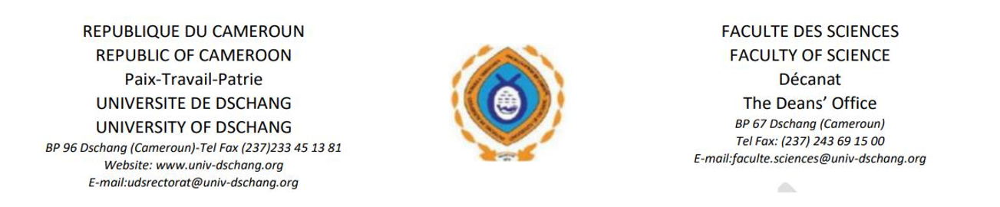 REPUBLIQUE DU CAMEROUN
REPUBLIC OF CAMEROON
Paix-Travail-Patrie
UNIVERSITE DE DSCHANG
UNIVERSITY OF DSCHANG
BP 96 Dschang (Cameroun)-Tel Fax (237)233 45 13 81
Website: www.univ-dschang.org
E-mail:udsrectorat@univ-dschang.org
FACULTE DES SCIENCES
FACULTY OF SCIENCE
Décanat
The Deans’ Office
BP 67 Dschang (Cameroun)
Tel Fax: (237) 243 69 15 00
E-mail:faculte.sciences@univ-dschang.org